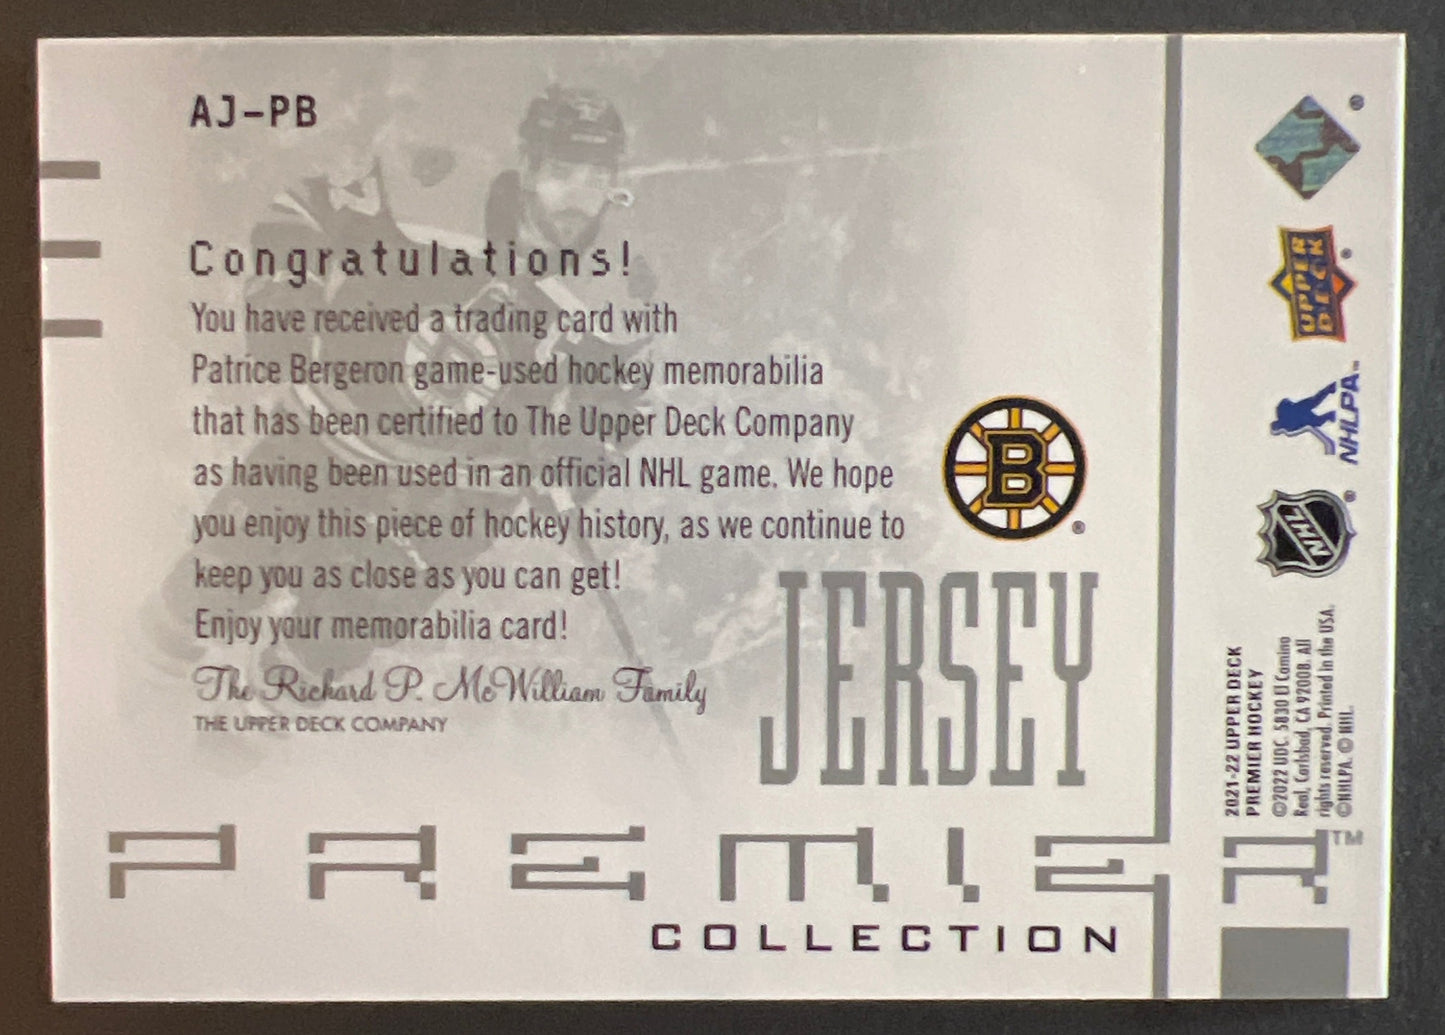 AJ-PB
Congratulations!
You have received a trading card with
Patrice Bergeron game-used hockey memorabilia
that has been certified to The Upper Deck Company
as having been used in an official NHL game. We hope
you enjoy this piece of hockey history, as we continue to
keep you as close as you can get!
Enjoy your memorabilia card!
The Richard P. McWilliam Family
THE UPPER DECK COMPANY
B
®
JERSEY
PREMIER™
COLLECTION
®
UPPER
DECK
®
NHLPA™
NHL
®
2021-22 UPPER DECK
PREMIER HOCKEY
©2022 UDC. 5830 El Camino
Real, Carlsbad, CA 92008. All
rights reserved. Printed in the USA.
©NHLPA. © NHL.